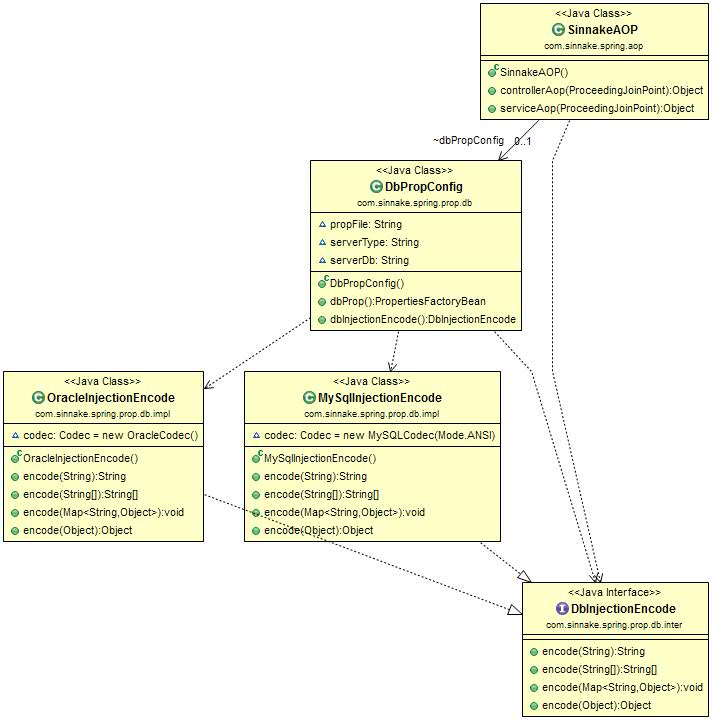 <<Java Class>>
SinnakeAOP
com.sinnake.spring.aop
SinnakeAOP()
controllerAop(ProceedingJoinPoint):Object
serviceAop(ProceedingJoinPoint):Object
~dbPropConfig 0..1
<<Java Class>>
DbPropConfig
com.sinnake.spring.prop.db
propFile: String
serverType: String
serverDb: String
DbPropConfig()
dbProp():PropertiesFactoryBean
dbInjectionEncode():DbInjectionEncode
<<Java Class>>
OracleInjectionEncode
com.sinnake.spring.prop.db.impl
codec: Codec = new OracleCodec()
OracleInjectionEncode()
encode(String):String
encode(String[]):String[]
encode(Map<String,Object>):void
encode(Object):Object
<<Java Class>>
MySqlInjectionEncode
com.sinnake.spring.prop.db.impl
codec: Codec = new MySQLCodec(Mode.ANSI)
MySqlInjectionEncode()
encode(String):String
encode(String[]):String[]
encode(Map<String,Object>):void
encode(Object):Object
<<Java Interface>>
DbInjectionEncode
com.sinnake.spring.prop.db.inter
encode(String):String
encode(String[]):String[]
encode(Map<String,Object>):void
encode(Object):Object